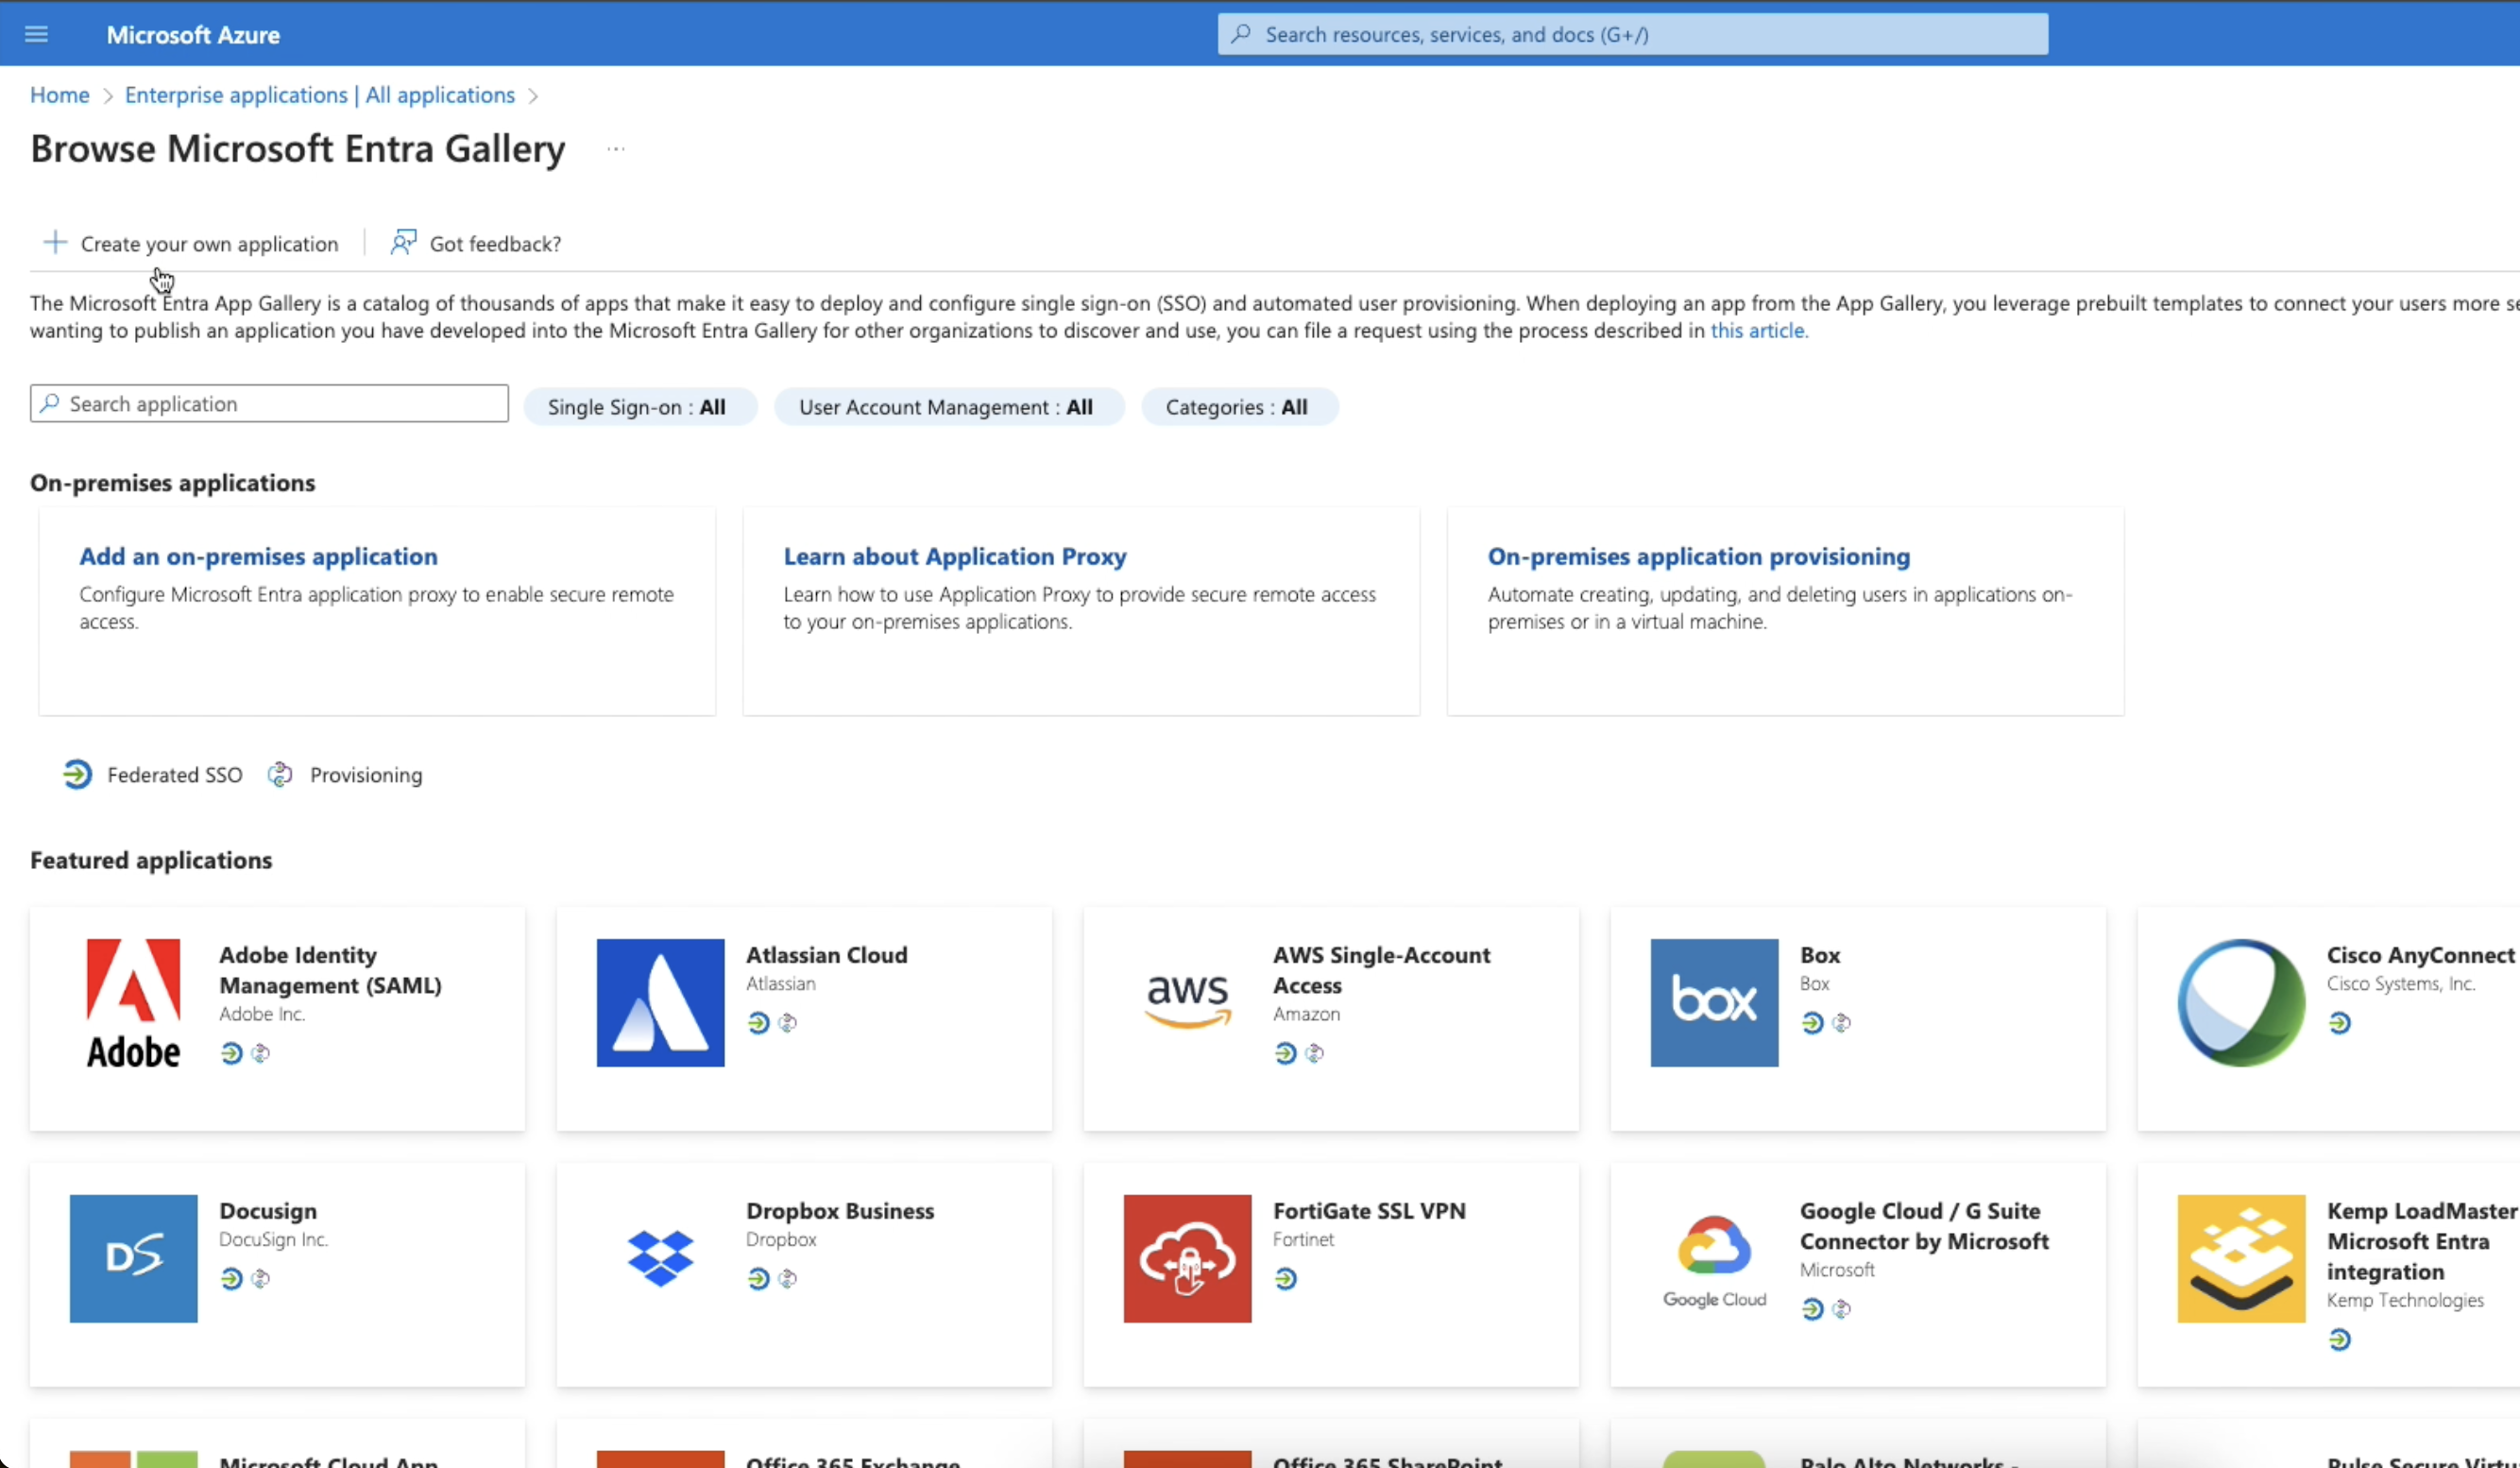 Microsoft Azure
Search resources, services, and docs (G+/)
Home > Enterprise applications | All applications >
Browse Microsoft Entra Gallery ...
Create your own application
Got feedback?
The Microsoft Entra App Gallery is a catalog of thousands of apps that make it easy to deploy and configure single sign-on (SSO) and automated user provisioning. When deploying an app from the App Gallery, you leverage prebuilt templates to connect your users more
wanting to publish an application you have developed into the Microsoft Entra Gallery for other organizations to discover and use, you can file a request using the process described in this article.
Search application
Single Sign-on : All
User Account Management : All
Categories : All
On-premises applications
Add an on-premises application
Configure Microsoft Entra application proxy to enable secure remote
access.
Learn about Application Proxy
Learn how to use Application Proxy to provide secure remote access
to your on-premises applications.
On-premises application provisioning
Automate creating, updating, and deleting users in applications on-
premises or in a virtual machine.
Federated SSO
Provisioning
Featured applications
Adobe
Adobe Identity
Management (SAML)
Adobe Inc.
Atlassian Cloud
Atlassian
aws
AWS Single-Account
Access
Amazon
box
Box
Box
Cisco AnyConnect
Cisco Systems, Inc.
DS
Docusign
DocuSign Inc.
Dropbox Business
Dropbox
FortiGate SSL VPN
Fortinet
Google Cloud
Google Cloud / G Suite
Connector by Microsoft
Microsoft
Kemp LoadMaster
Microsoft Entra
integration
Kemp Technologies
Microsoft Cloud App
Office 365 Exchange
Office 365 SharePoint
Palo Alto Networks -
Pulse Secure